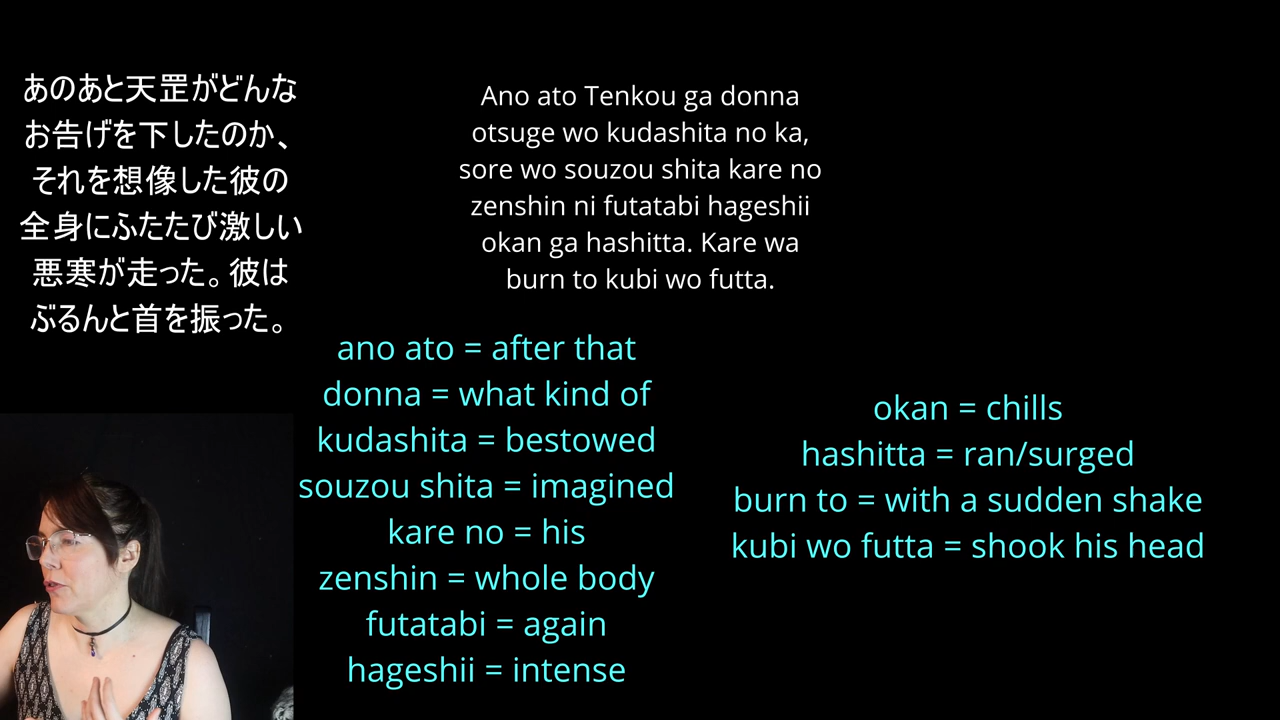 あのあと天罡がどんな
お告げを下したのか、
それを想像した彼の
全身にふたたび激しい
悪寒が走った。彼は
ぶるんと首を振った。
Ano ato Tenkou ga donna
otsuge wo kudashita no ka,
sore wo souzou shita kare no
zenshin ni futatabi hageshii
okan ga hashitta. Kare wa
burn to kubi wo futta.
ano ato = after that
donna = what kind of
kudashita = bestowed
souzou shita = imagined
kare no = his
zenshin = whole body
futatabi = again
hageshii = intense
okan = chills
hashitta = ran/surged
burn to = with a sudden shake
kubi wo futta = shook his head